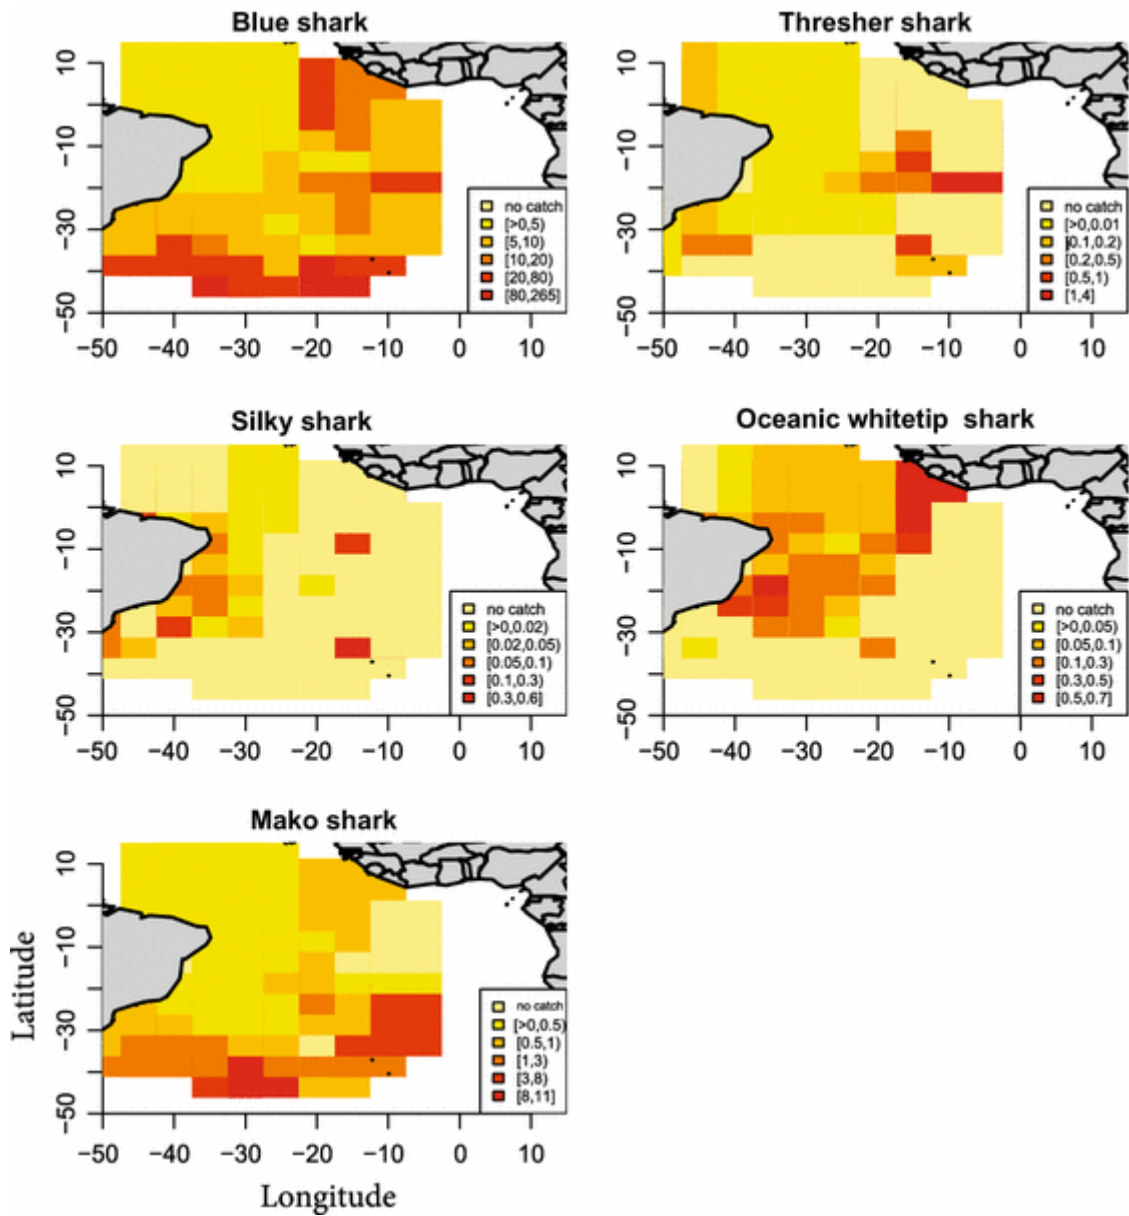 Blue shark
10
−10
−30
−50
no catch
[>0,5)
[5,10)
[10,20)
[20,80)
[80,265]
−50 −40 −30 −20 −10 0 10
Thresher shark
10
−10
−30
−50
no catch
[>0,0.01
[0.1,0.2)
[0.2,0.5)
[0.5,1)
[1,4]
−50 −40 −30 −20 −10 0 10
Silky shark
10
−10
−30
−50
no catch
[>0,0.02)
[0.02,0.05)
[0.05,0.1)
[0.1,0.3)
[0.3,0.6]
−50 −40 −30 −20 −10 0 10
Oceanic whitetip shark
10
−10
−30
−50
no catch
[>0,0.05)
[0.05,0.1)
[0.1,0.3)
[0.3,0.5)
[0.5,0.7]
−50 −40 −30 −20 −10 0 10
Mako shark
Latitude
10
−10
−30
−50
no catch
[>0,0.5)
[0.5,1)
[1,3)
[3,8)
[8,11]
−50 −40 −30 −20 −10 0 10
Longitude